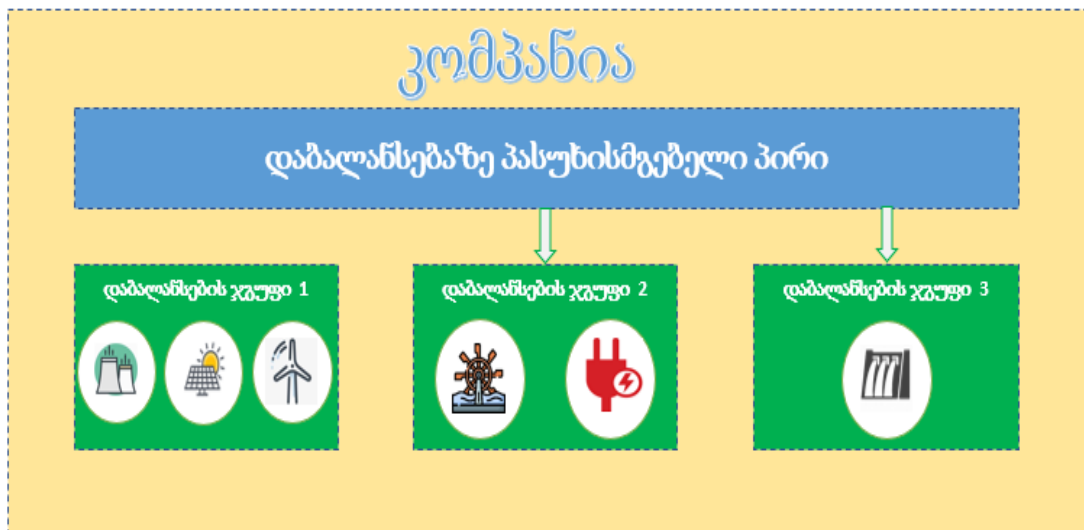 კომპანია
დაბალანსებაზე პასუხისმგებელი პირი
დაბალანსების ჯგუფი 1
დაბალანსების ჯგუფი 2
დაბალანსების ჯგუფი 3